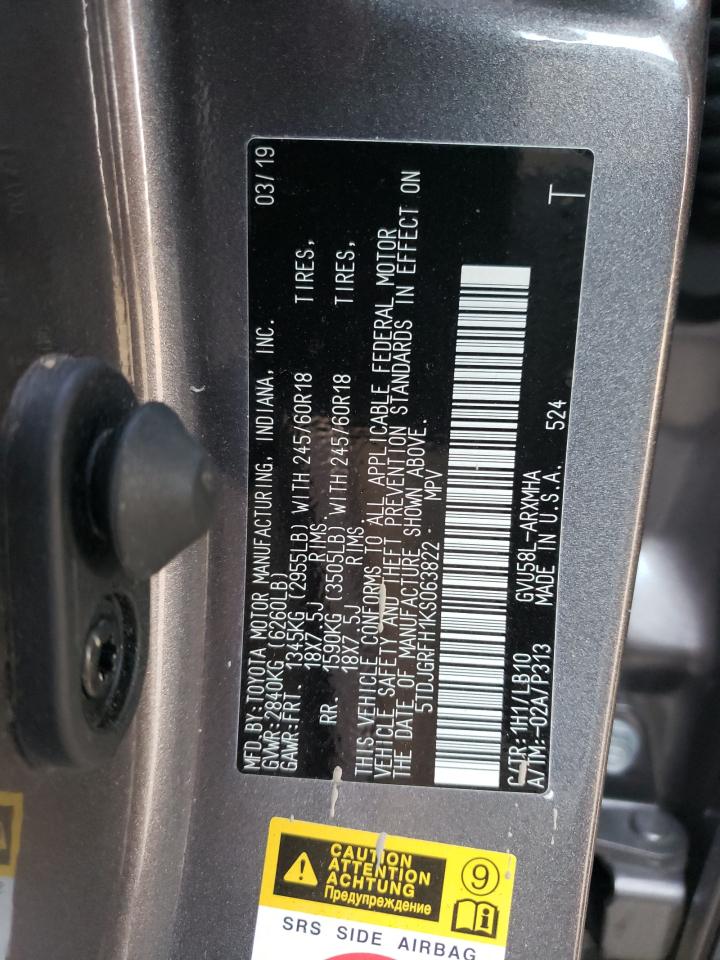 MFD.BY:TOYOTA MOTOR MANUFACTURING, INDIANA, INC. 03/19
GVWR:2840KG (6260LB)
GAWR:FRT. 1345KG (2955LB) WITH 245/60R18 TIRES,
18X7.5J RIMS.
RR. 1590KG (3505LB) WITH 245/60R18 TIRES,
18X7.5J RIMS.
THIS VEHICLE CONFORMS TO ALL APPLICABLE FEDERAL MOTOR
VEHICLE SAFETY AND THEFT PREVENTION STANDARDS IN EFFECT ON
THE DATE OF MANUFACTURE SHOWN ABOVE.
5TDJGRFH1KS063822 MPV
C/TR:1H1/LB10 GVU58L-ARXMHA
A/TM:-02A/P313 MADE IN U.S.A. 524
T
CAUTION
ATTENTION
ACHTUNG
Предупреждение
9
SRS SIDE AIRBAG